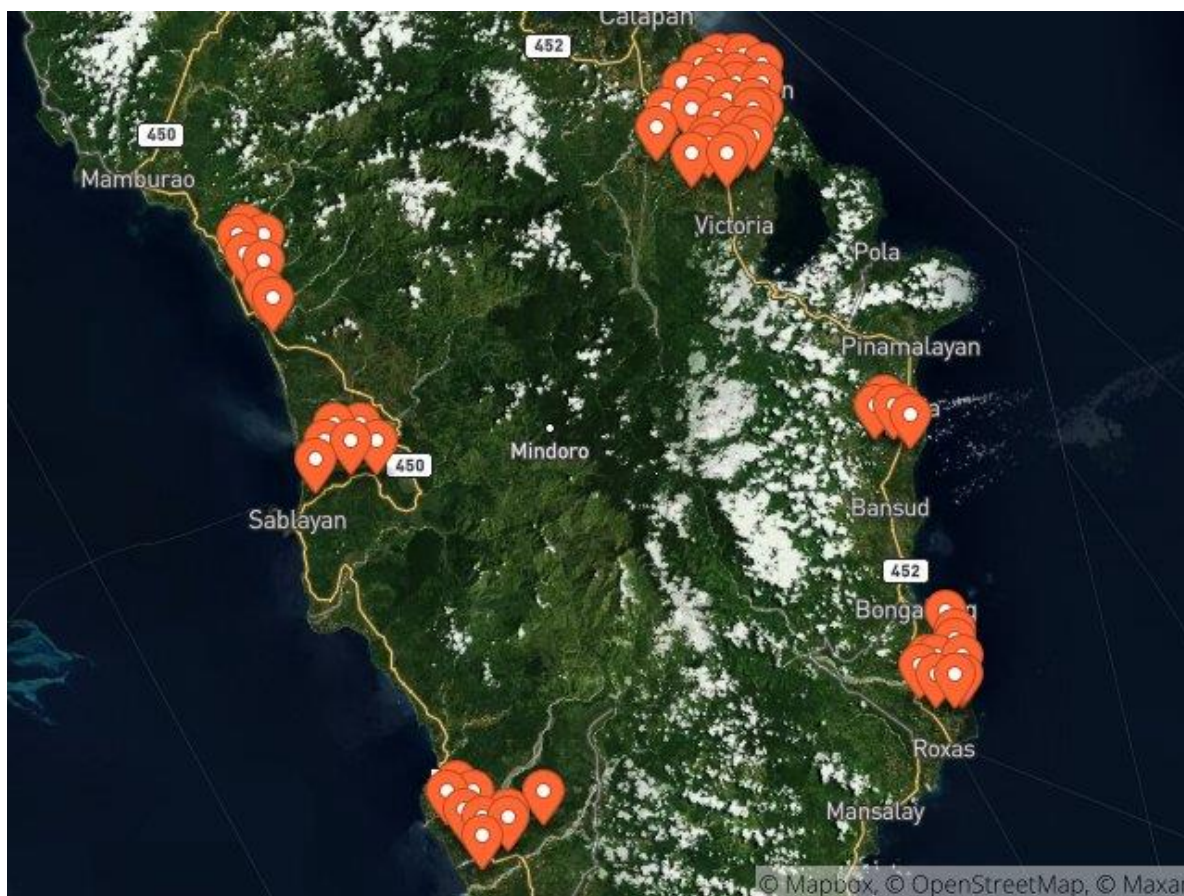 Calapan
452
450
Mamburao
Victoria
Pola
Pinamalayan
Mindoro
450
Sablayan
Bansud
452
Roxas
Mansalay
© Mapbox, © OpenStreetMap, © Maxar